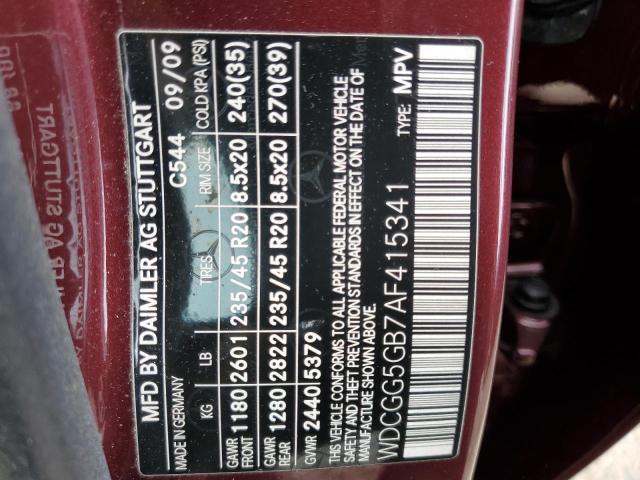 MFD BY DAIMLER AG STUTTGART
MADE IN GERMANY C544 09/09
KG LB TIRES RIM SIZE COLD KPA (PSI)
GAWR FRONT 1180 2601 235/45 R20 8.5x20 240(35)
GAWR REAR 1280 2822 235/45 R20 8.5x20 270(39)
GVWR 2440 5379
THIS VEHICLE CONFORMS TO ALL APPLICABLE FEDERAL MOTOR VEHICLE
SAFETY AND THEFT PREVENTION STANDARDS IN EFFECT ON THE DATE OF
MANUFACTURE SHOWN ABOVE.
WDCGG5GB7AF415341 TYPE: MPV